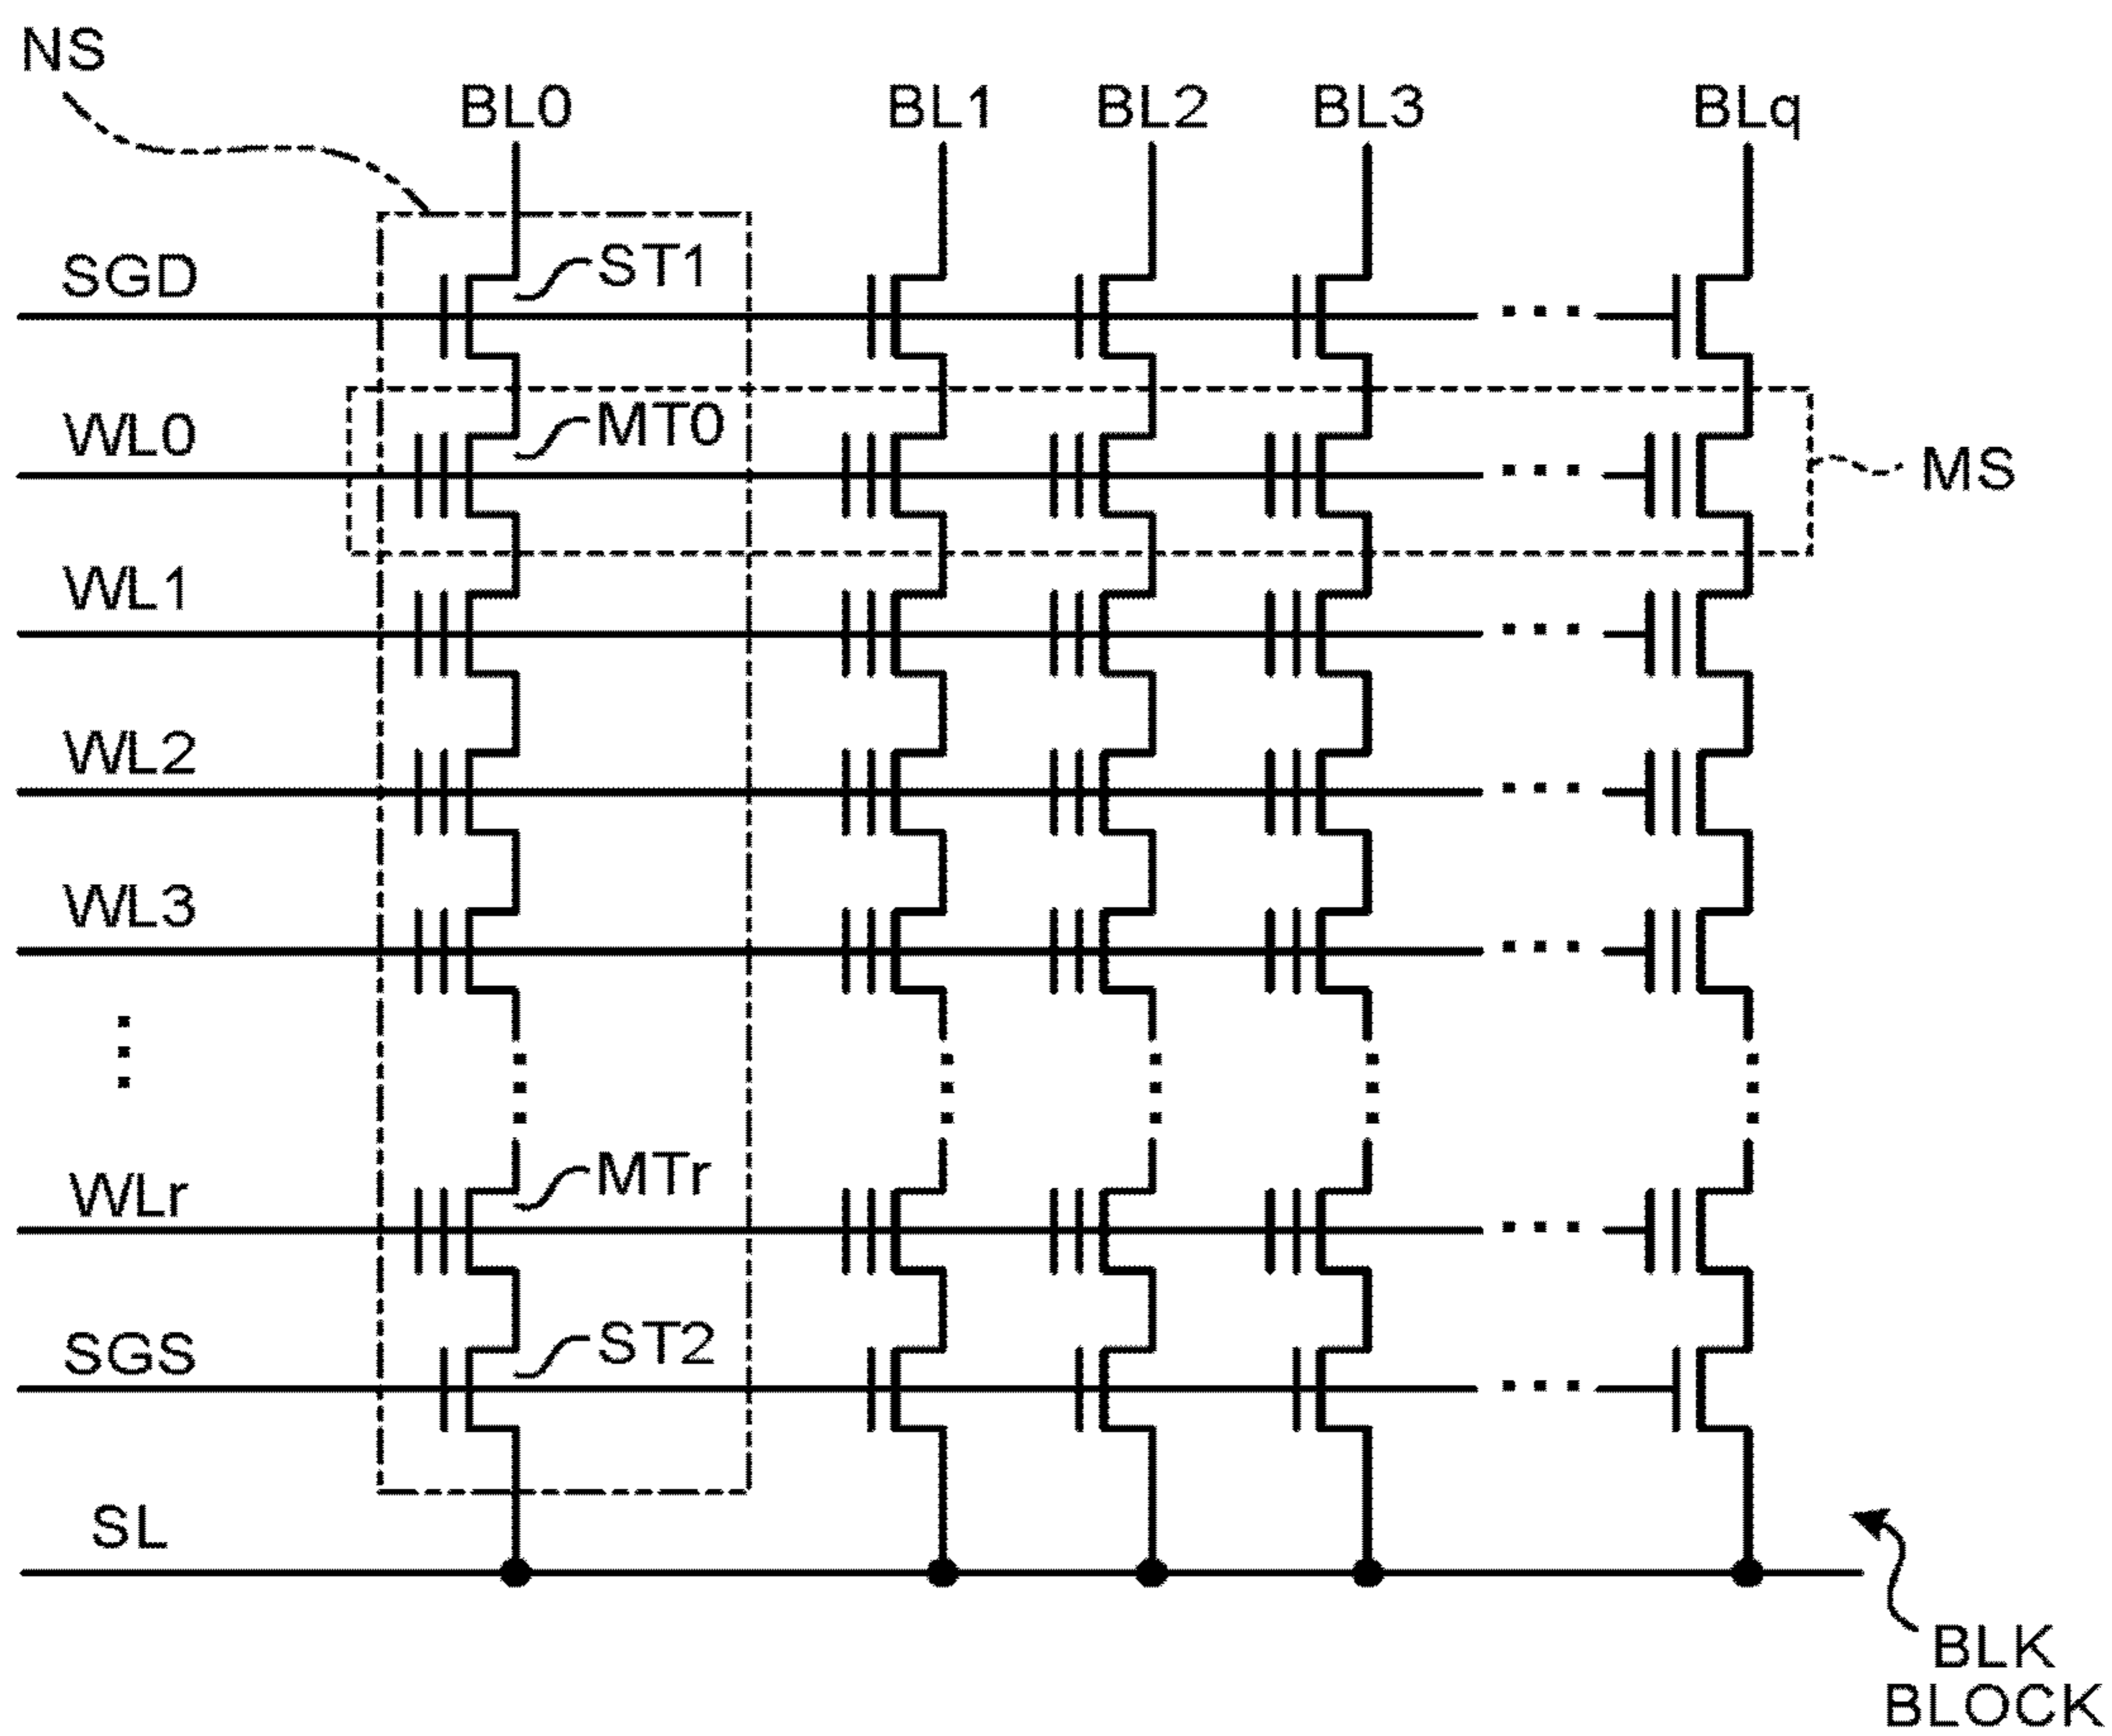 NS
BL0 BL1 BL2 BL3 BLq
SGD
ST1
WL0
MT0
MS
WL1
WL2
WL3
WLr
MTr
SGS
ST2
SL
BLK
BLOCK